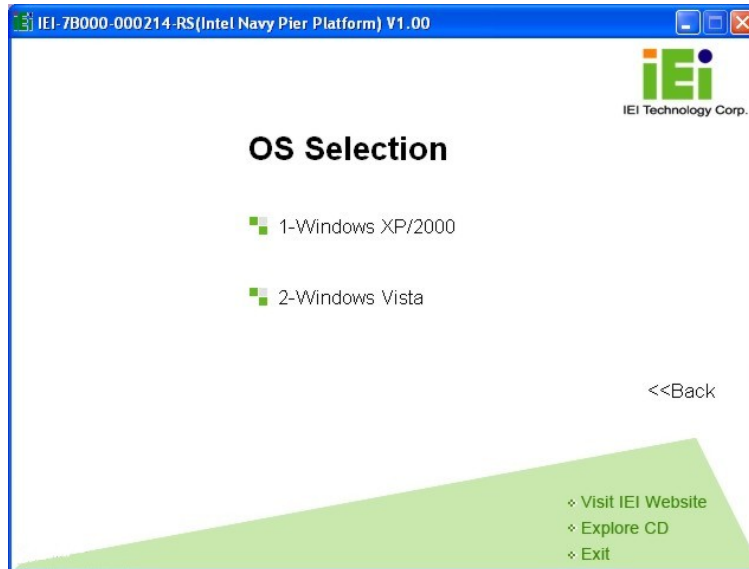 IEI-7B000-000214-RS(Intel Navy Pier Platform) V1.00
iEi
IEI Technology Corp.
OS Selection
1-Windows XP/2000
2-Windows Vista
<<Back
Visit IEI Website
Explore CD
Exit